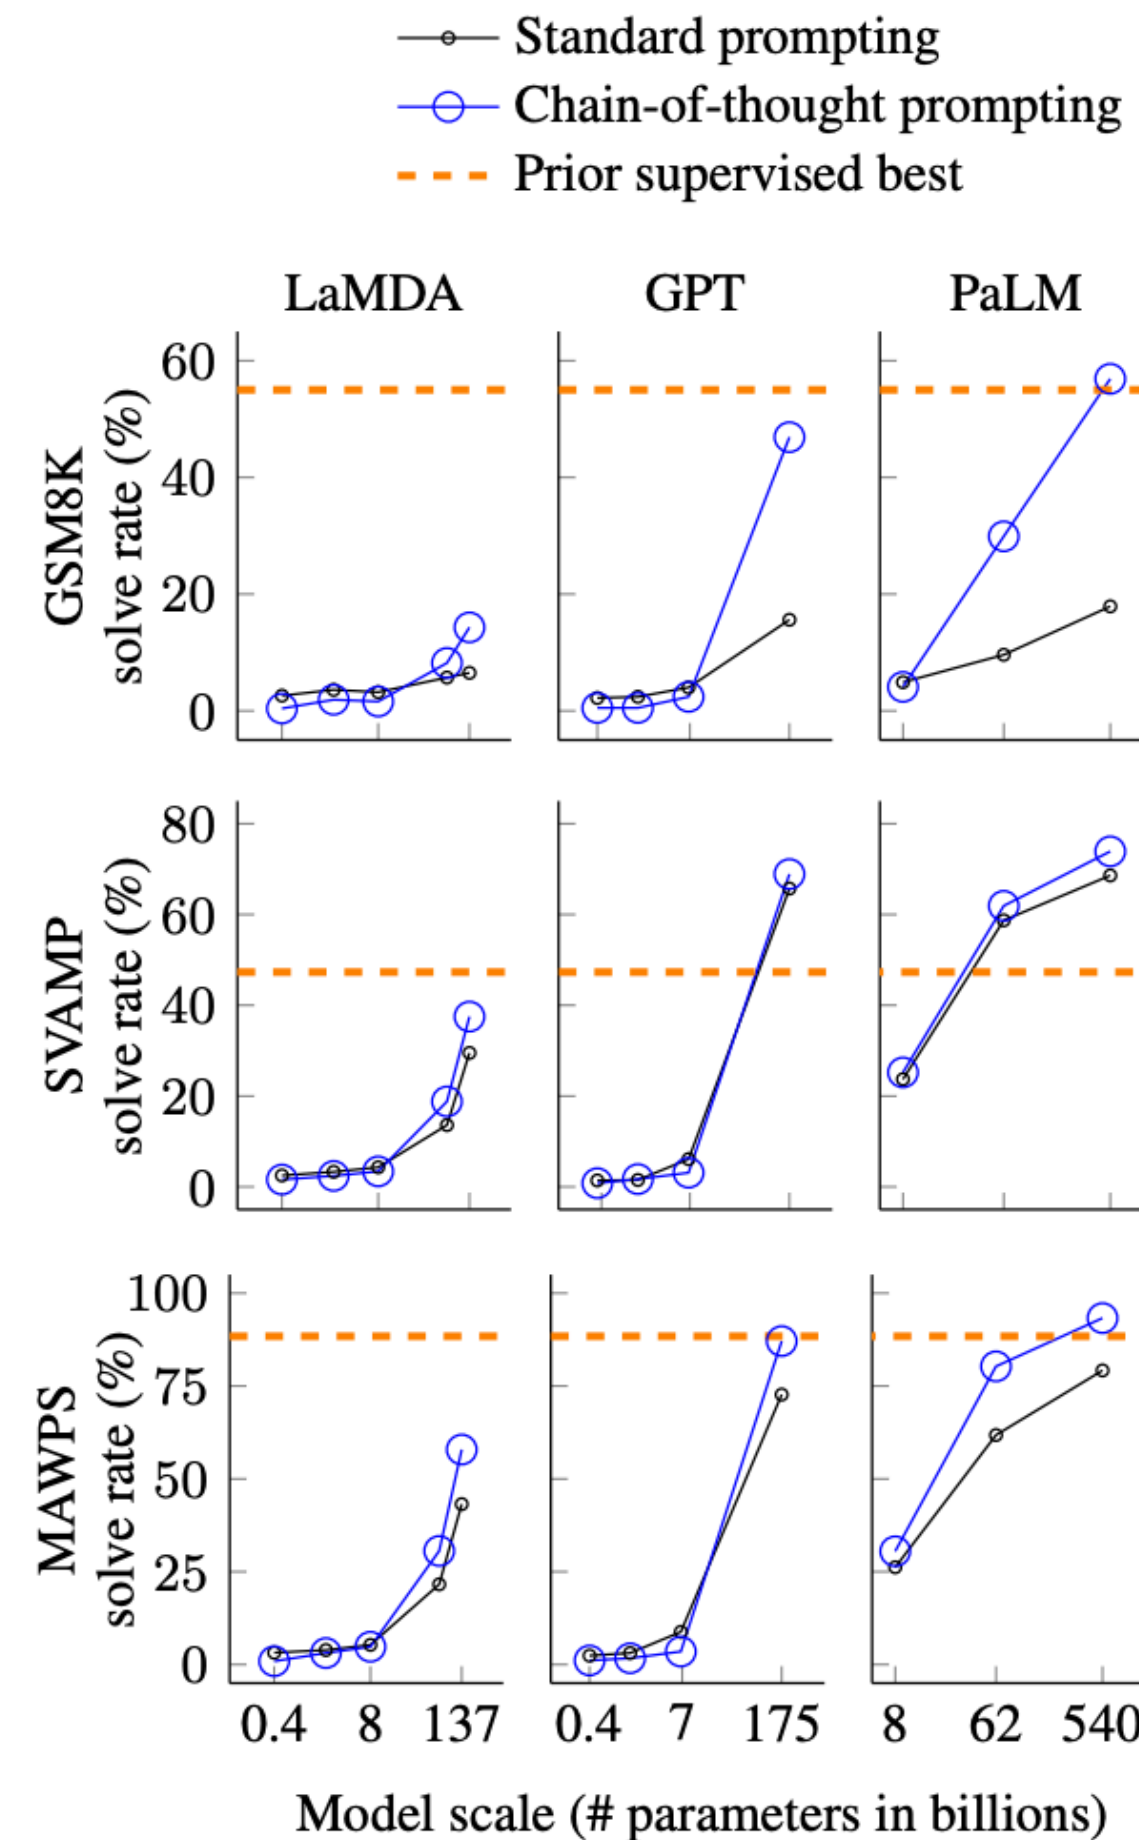 Standard prompting
Chain-of-thought prompting
Prior supervised best
LaMDA GPT PaLM
GSM8K
solve rate (%)
60
40
20
0
SVAMP
solve rate (%)
80
60
40
20
0
MAWPS
solve rate (%)
100
75
50
25
0
0.4 8 137 0.4 7 175 8 62 540
Model scale (# parameters in billions)